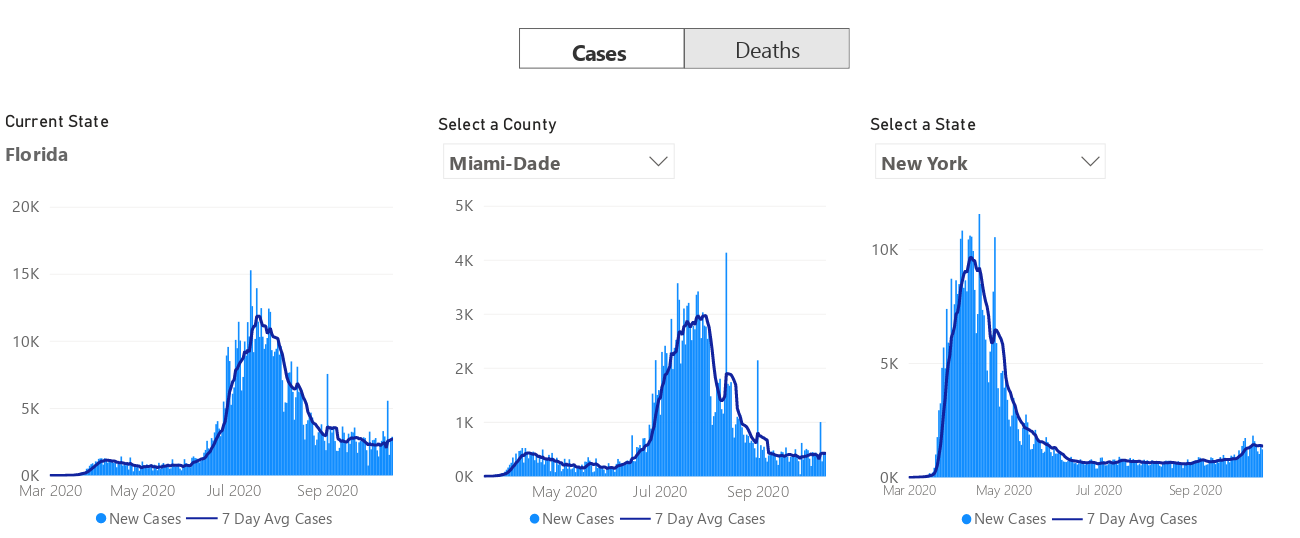 Cases
Deaths
Current State
Florida
20K
15K
10K
5K
0K
Mar 2020
May 2020
Jul 2020
Sep 2020
New Cases
7 Day Avg Cases
Select a County
Miami-Dade
5K
4K
3K
2K
1K
0K
May 2020
Jul 2020
Sep 2020
New Cases
7 Day Avg Cases
Select a State
New York
10K
5K
0K
Mar 2020
May 2020
Jul 2020
Sep 2020
New Cases
7 Day Avg Cases